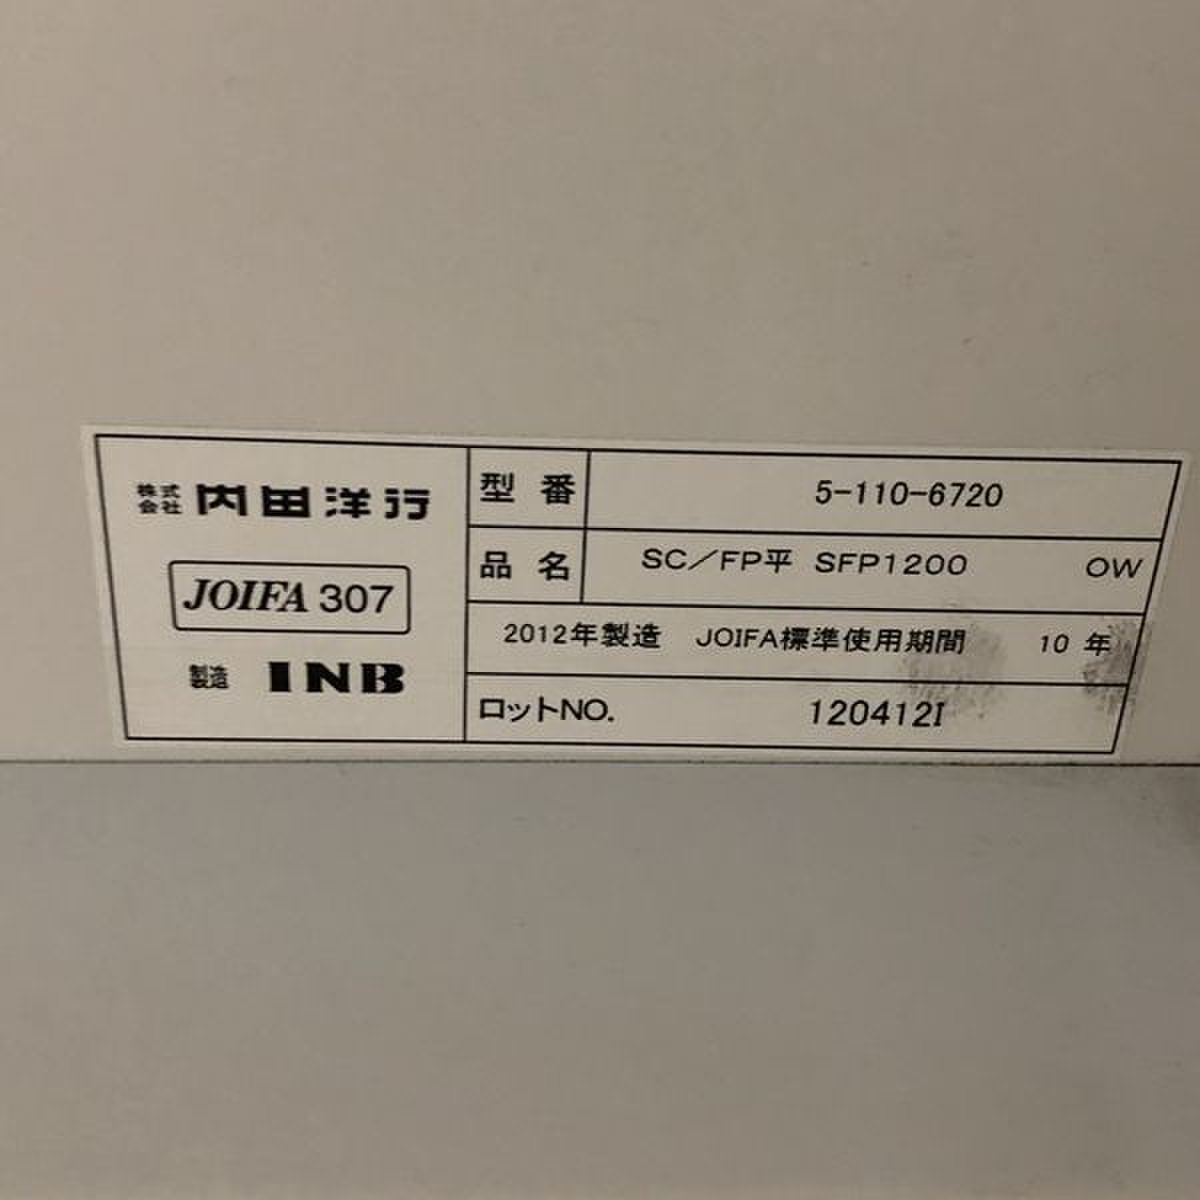 株式会社 内田洋行
JOIFA 307
製造 INB
型番 5-110-6720
品名 SC／FP平 SFP1200 OW
2012年製造 JOIFA標準使用期間 10年
ロットNO. 120412I